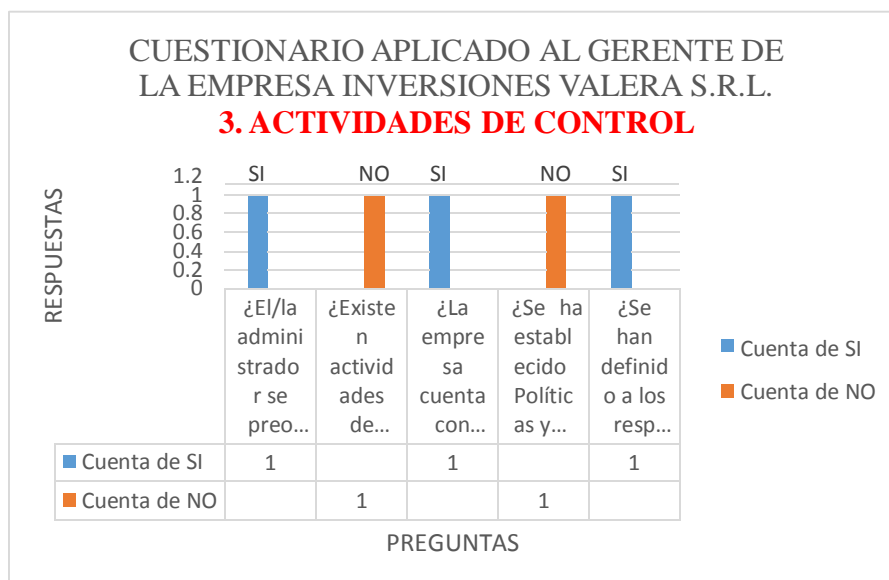 CUESTIONARIO APLICADO AL GERENTE DE
LA EMPRESA INVERSIONES VALERA S.R.L.
3. ACTIVIDADES DE CONTROL
RESPUESTAS
SI NO SI NO SI
1.2
1
0.8
0.6
0.4
0.2
0
¿El/la
admini
strado
r se
preo...
¿Existe
n
activid
ades
de...
¿La
empre
sa
cuenta
con...
¿Se ha
establ
ecido
Polític
as y...
¿Se
han
definid
o a los
resp...
Cuenta de SI 1 1 1
Cuenta de NO 1 1
PREGUNTAS
Cuenta de SI
Cuenta de NO